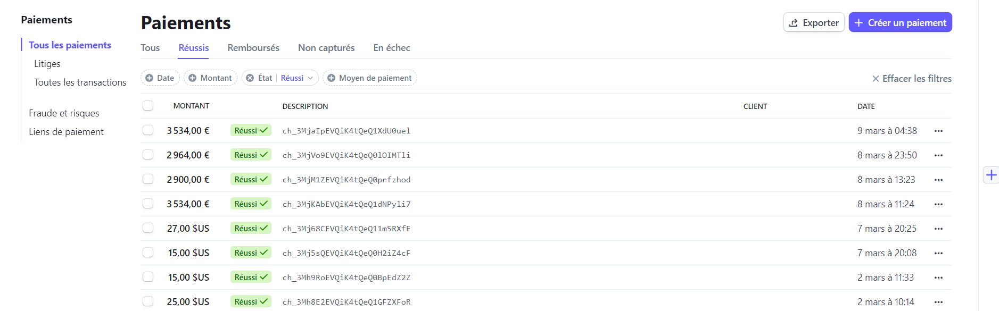 Paiements
Tous les paiements
Litiges
Toutes les transactions
Fraude et risques
Liens de paiement
Paiements
Exporter
Créer un paiement
Tous Réussis Remboursés Non capturés En échec
Date Montant État Réussi Moyen de paiement Effacer les filtres
MONTANT DESCRIPTION CLIENT DATE
3 534,00 € Réussi ch_3MjaIpEVQiK4tQeQ1XdU0uel 9 mars à 04:38
2 964,00 € Réussi ch_3MjVo9EVQiK4tQeQ0lOIMTli 8 mars à 23:50
2 900,00 € Réussi ch_3MjM1ZEVQiK4tQeQ0prfzhod 8 mars à 13:23
3 534,00 € Réussi ch_3MjKAbEVQiK4tQeQ1dNPyli7 8 mars à 11:24
27,00 $US Réussi ch_3Mj68CEVQiK4tQeQ11mSRXfE 7 mars à 20:25
15,00 $US Réussi ch_3Mj5sQEVQiK4tQeQ0H2iZ4cF 7 mars à 20:08
15,00 $US Réussi ch_3Mh9RoEVQiK4tQeQ0BpEdZ2Z 2 mars à 11:33
25,00 $US Réussi ch_3Mh8E2EVQiK4tQeQ1GFZXFoR 2 mars à 10:14